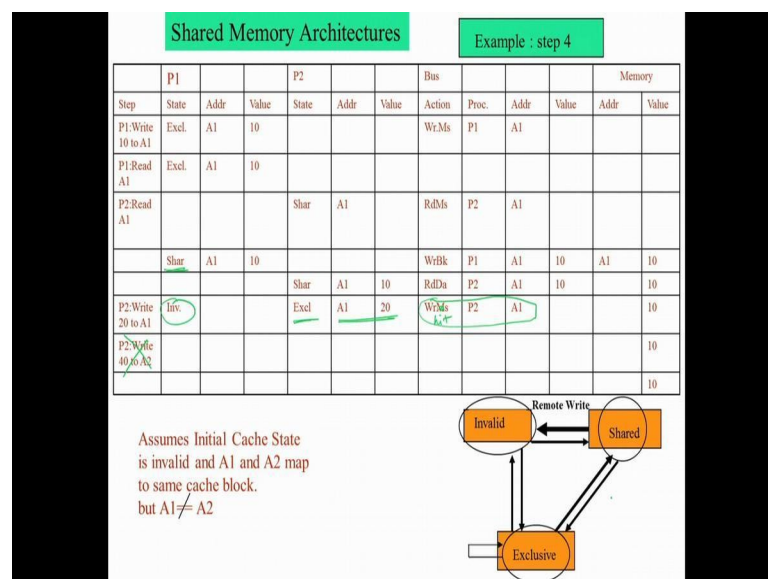 Shared Memory Architectures
Example : step 4
P1 P2 Bus Memory
Step State Addr Value State Addr Value Action Proc. Addr Value Addr Value
P1:Write Excl. A1 10 Wr.Ms P1 A1
10 to A1
P1:Read Excl. A1 10
A1
P2:Read Shar A1 RdMs P2 A1
A1
Shar A1 10 WrBk P1 A1 10 A1 10
Shar A1 10 RdDa P2 A1 10 10
P2:Write Inv. Excl A1 20 WrMs P2 A1 10
20 to A1 hit
P2:Write 10
40 to A2
10
Remote Write
Invalid
Shared
Assumes Initial Cache State
is invalid and A1 and A2 map
to same cache block.
but A1 != A2
Exclusive